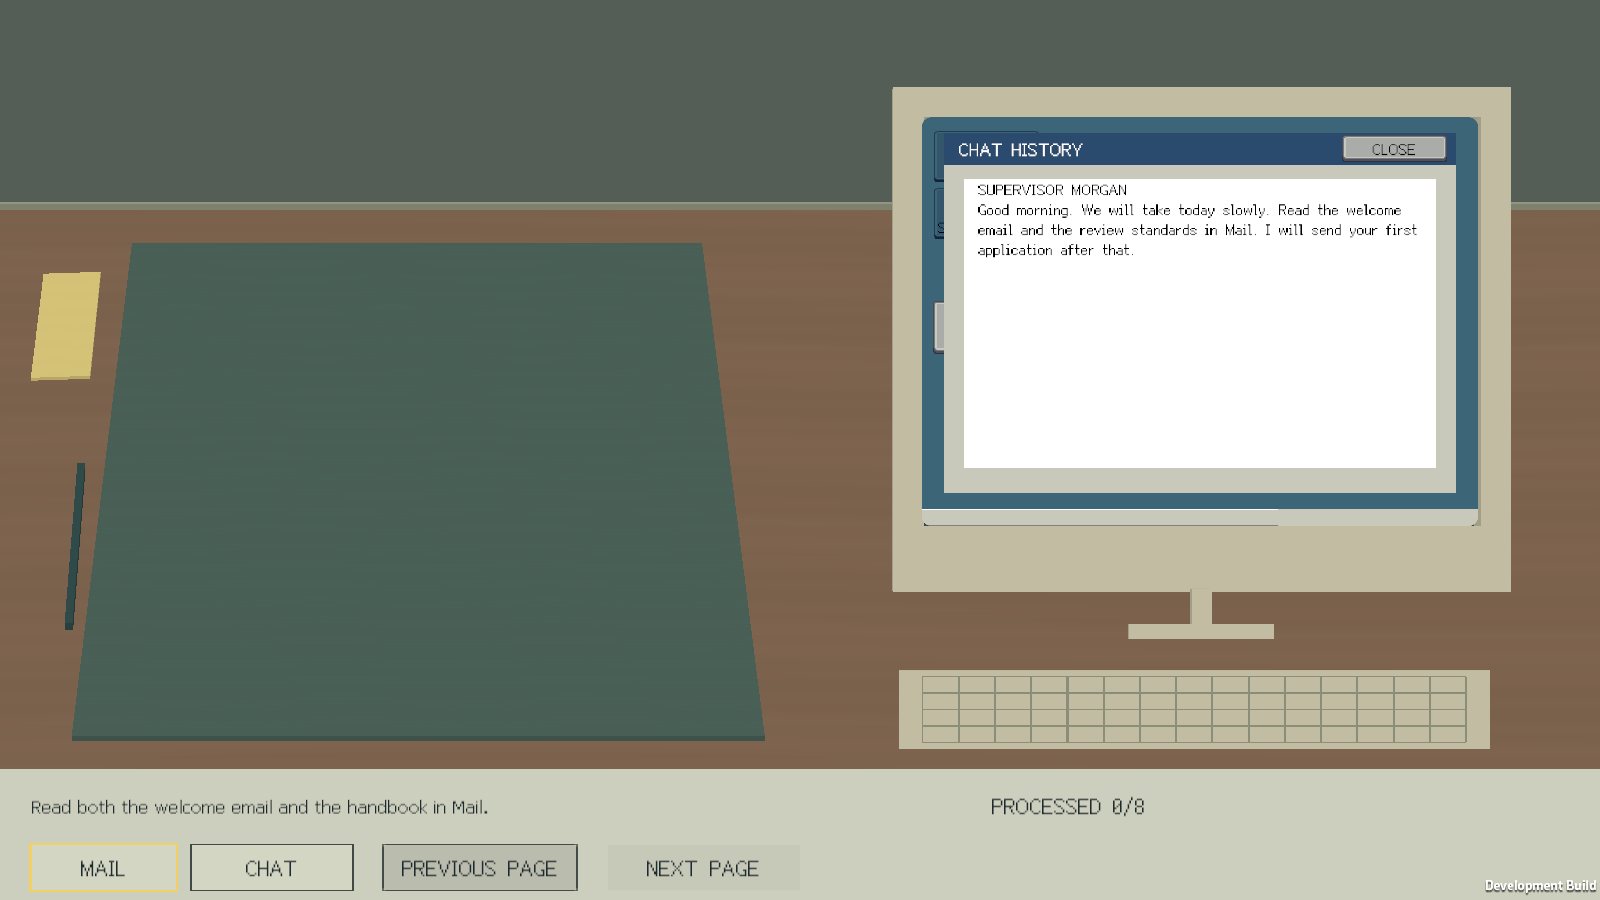 CHAT HISTORY
CLOSE
SUPERVISOR MORGAN
Good morning. We will take today slowly. Read the welcome
email and the review standards in Mail. I will send your first
application after that.
Read both the welcome email and the handbook in Mail.
PROCESSED 0/8
MAIL
CHAT
PREVIOUS PAGE
NEXT PAGE
Development Build